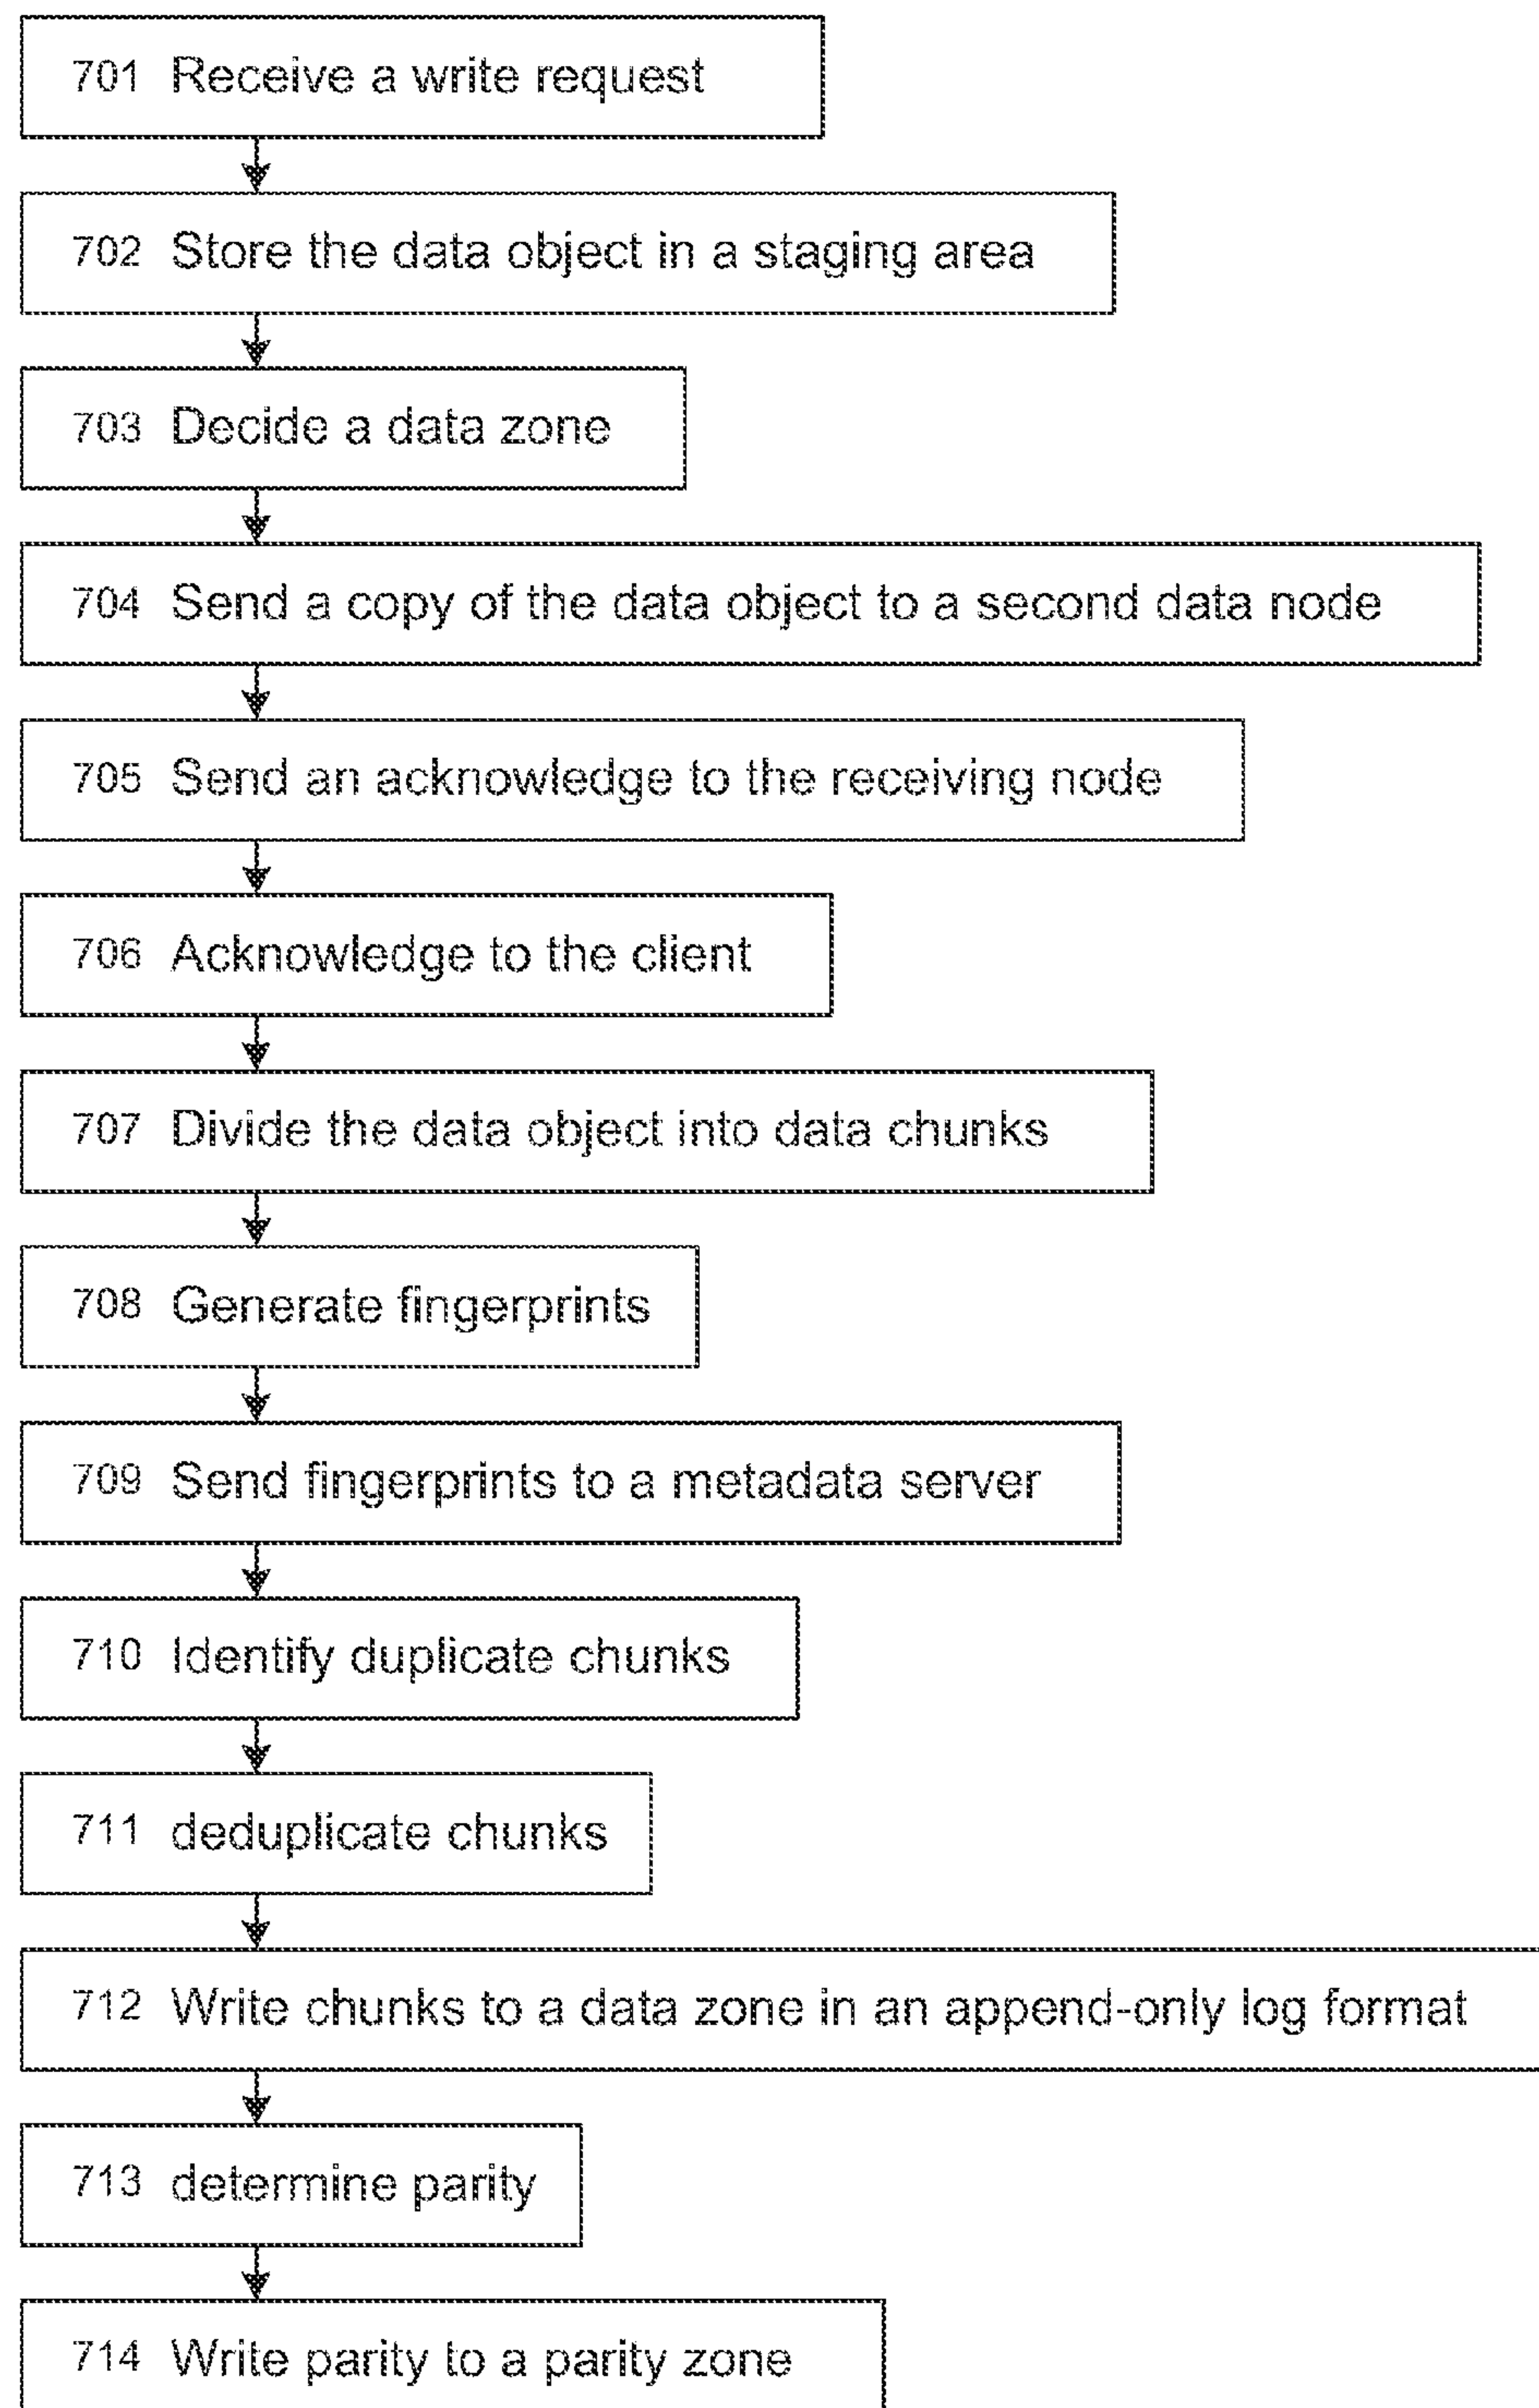 701 Receive a write request
702 Store the data object in a staging area
703 Decide a data zone
704 Send a copy of the data object to a second data node
705 Send an acknowledge to the receiving node
706 Acknowledge to the client
707 Divide the data object into data chunks
708 Generate fingerprints
709 Send fingerprints to a metadata server
710 Identify duplicate chunks
711 deduplicate chunks
712 Write chunks to a data zone in an append-only log format
713 determine parity
714 Write parity to a parity zone